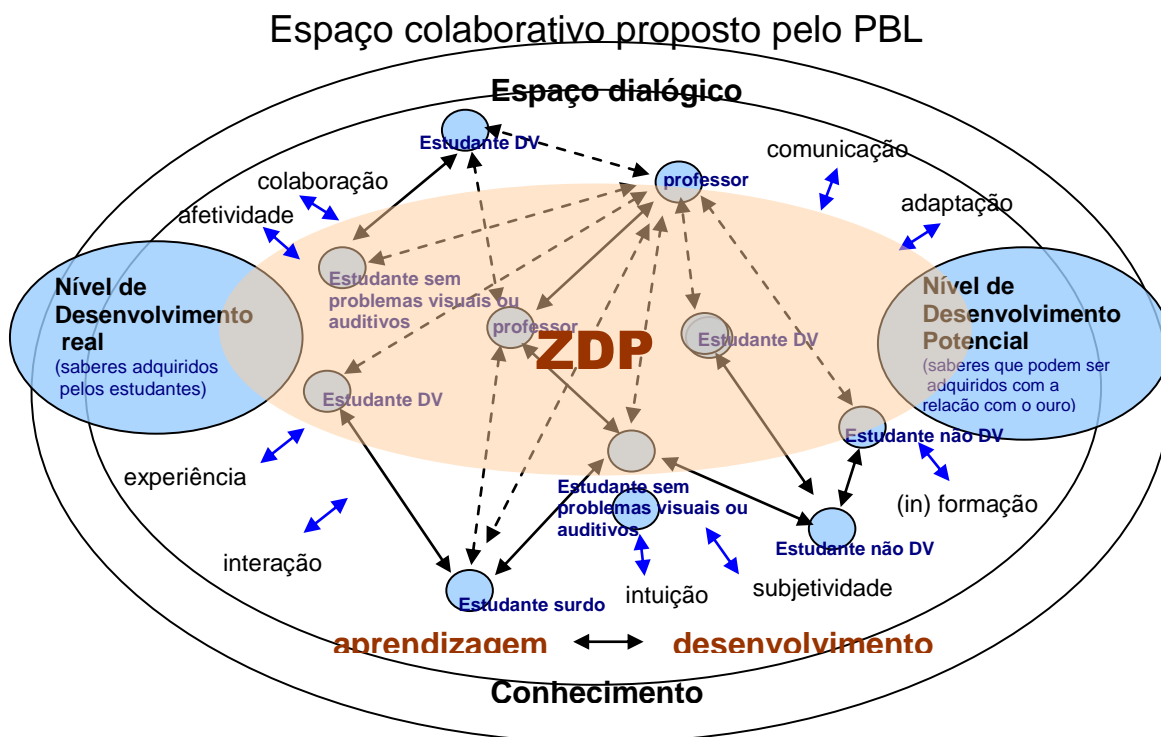 Espaço colaborativo proposto pelo PBL
Espaço dialógico
Estudante DV
comunicação
professor
colaboração
adaptação
afetividade
Nível de
Desenvolvimento
real
(saberes adquiridos
pelos estudantes)
Estudante sem
problemas visuais ou
auditivos
professor
ZDP
Estudante DV
Nível de
Desenvolvimento
Potencial
(saberes que podem ser
adquiridos com a
relação com o ouro)
Estudante DV
Estudante não DV
experiência
Estudante sem
problemas visuais ou
auditivos
(in) formação
Estudante não DV
interação
Estudante surdo
intuição
subjetividade
aprendizagem
desenvolvimento
Conhecimento